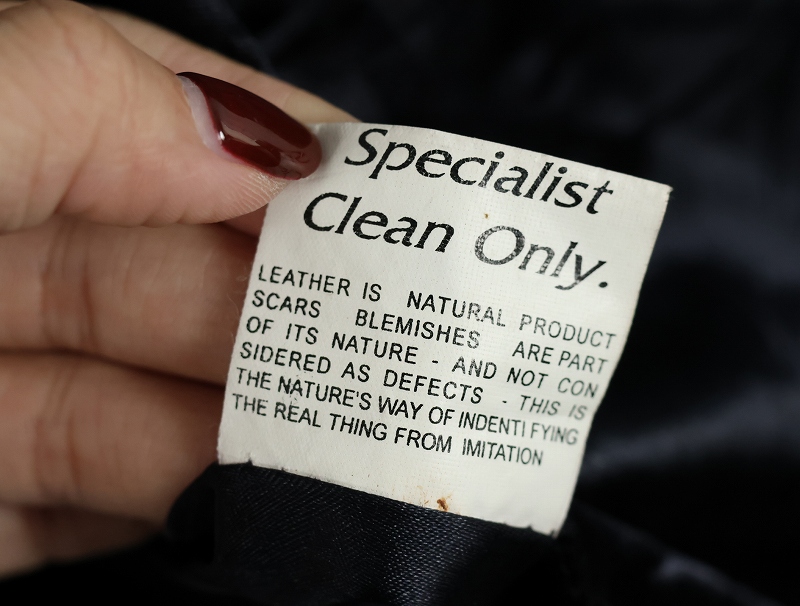 Specialist
Clean Only.
LEATHER IS NATURAL PRODUCT
SCARS BLEMISHES ARE PART
OF ITS NATURE - AND NOT CON
SIDERED AS DEFECTS - THIS IS
THE NATURE'S WAY OF INDENTI FYING
THE REAL THING FROM IMITATION